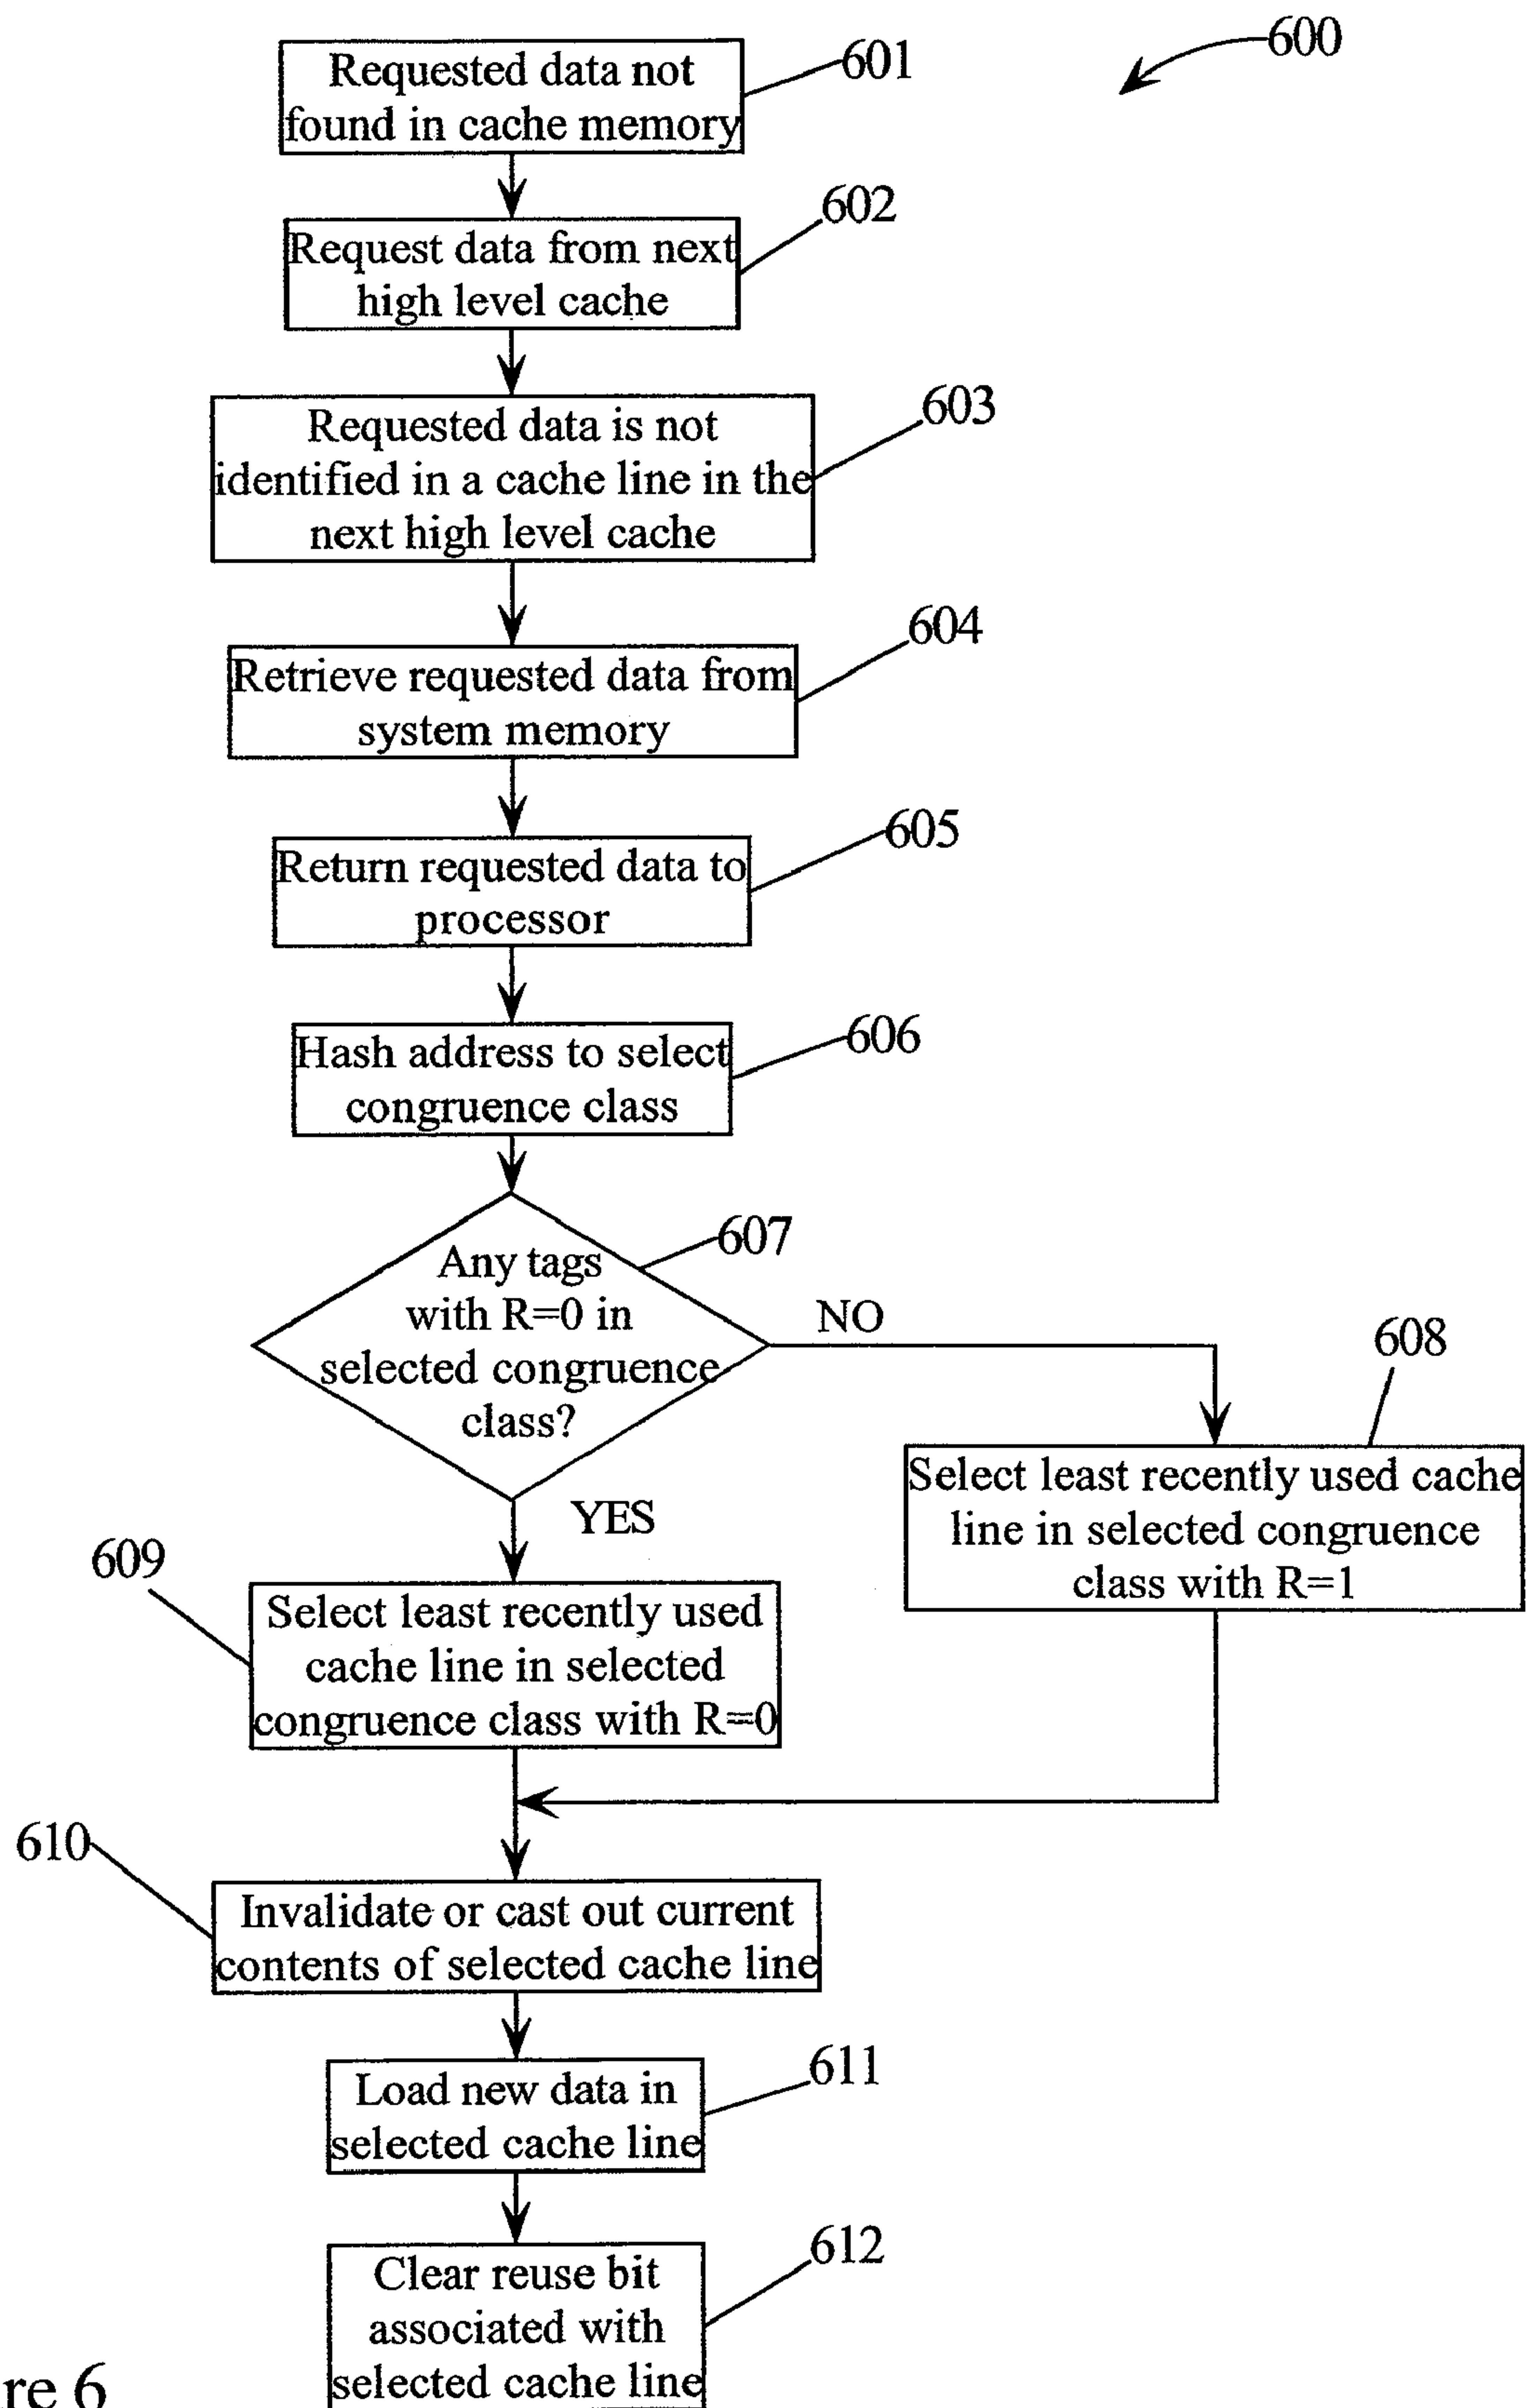 600
Requested data not
found in cache memory
601
Request data from next
high level cache
602
Requested data is not
identified in a cache line in the
next high level cache
603
Retrieve requested data from
system memory
604
Return requested data to
processor
605
Hash address to select
congruence class
606
Any tags
with R=0 in
selected congruence
class?
607
NO
YES
608
Select least recently used cache
line in selected congruence
class with R=1
609
Select least recently used
cache line in selected
congruence class with R=0
610
Invalidate or cast out current
contents of selected cache line
Load new data in
selected cache line
611
Clear reuse bit
associated with
selected cache line
612
re 6